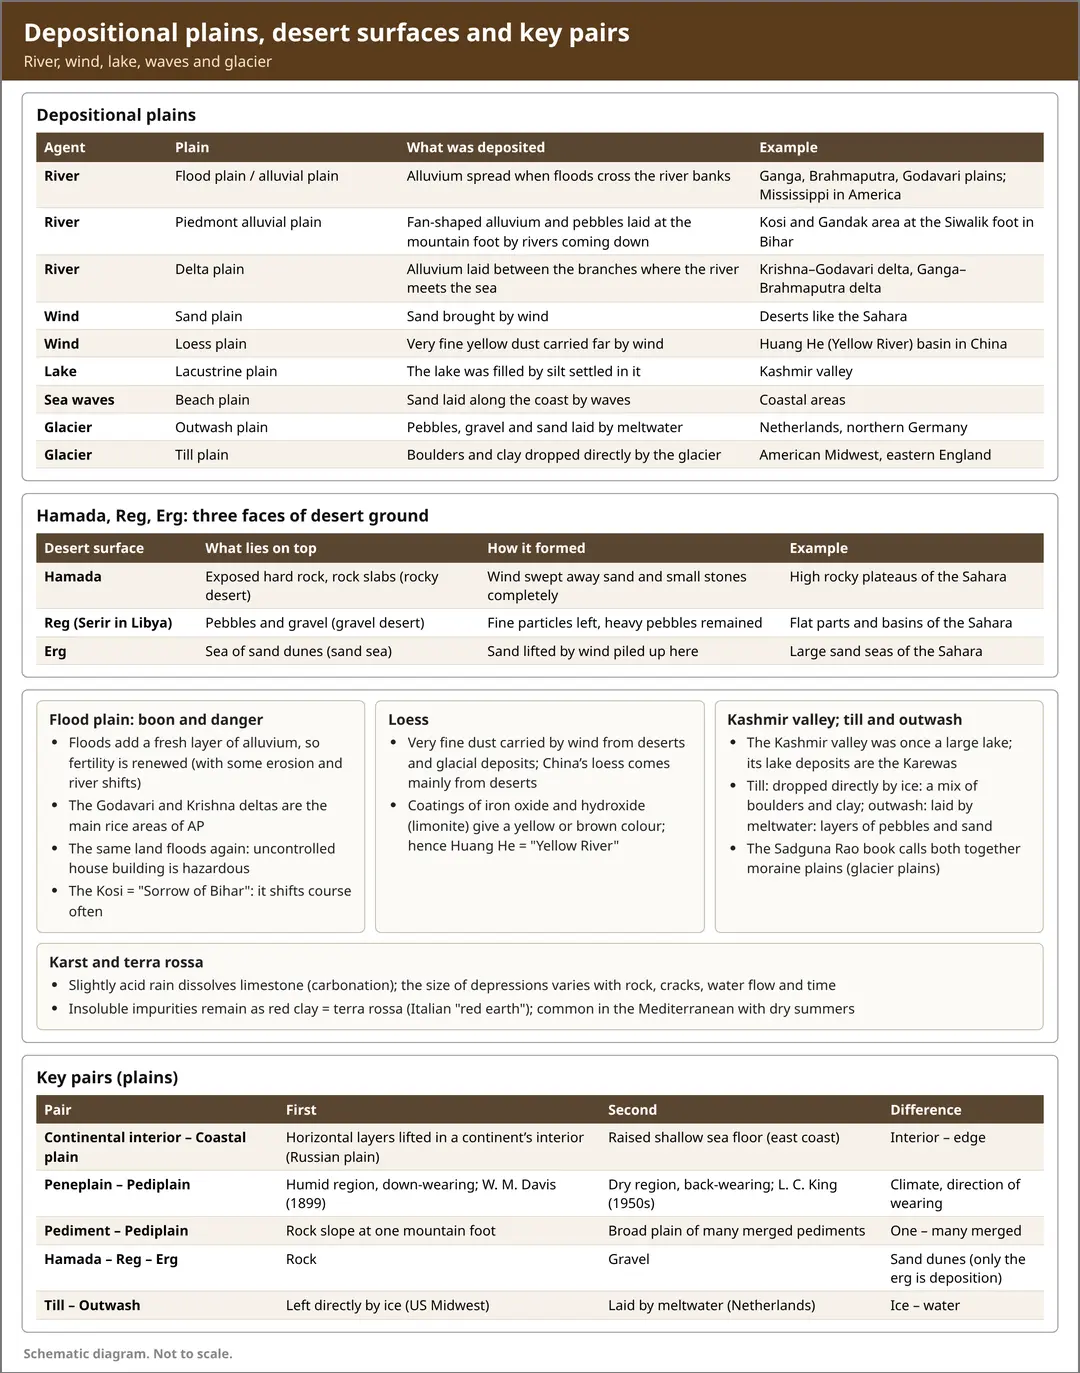 Depositional plains, desert surfaces and key pairs
River, wind, lake, waves and glacier
Depositional plains
Agent Plain What was deposited Example
River Flood plain / alluvial plain Alluvium spread when floods cross the river banks Ganga, Brahmaputra, Godavari plains;
Mississippi in America
River Piedmont alluvial plain Fan-shaped alluvium and pebbles laid at the Kosi and Gandak area at the Siwalik foot in
mountain foot by rivers coming down Bihar
River Delta plain Alluvium laid between the branches where the river Krishna–Godavari delta, Ganga–
meets the sea Brahmaputra delta
Wind Sand plain Sand brought by wind Deserts like the Sahara
Wind Loess plain Very fine yellow dust carried far by wind Huang He (Yellow River) basin in China
Lake Lacustrine plain The lake was filled by silt settled in it Kashmir valley
Sea waves Beach plain Sand laid along the coast by waves Coastal areas
Glacier Outwash plain Pebbles, gravel and sand laid by meltwater Netherlands, northern Germany
Glacier Till plain Boulders and clay dropped directly by the glacier American Midwest, eastern England
Hamada, Reg, Erg: three faces of desert ground
Desert surface What lies on top How it formed Example
Hamada Exposed hard rock, rock slabs (rocky Wind swept away sand and small stones High rocky plateaus of the Sahara
desert) completely
Reg (Serir in Libya) Pebbles and gravel (gravel desert) Fine particles left, heavy pebbles remained Flat parts and basins of the Sahara
Erg Sea of sand dunes (sand sea) Sand lifted by wind piled up here Large sand seas of the Sahara
Flood plain: boon and danger
• Floods add a fresh layer of alluvium, so
fertility is renewed (with some erosion and
river shifts)
• The Godavari and Krishna deltas are the
main rice areas of AP
• The same land floods again: uncontrolled
house building is hazardous
• The Kosi = "Sorrow of Bihar": it shifts course
often
Loess
• Very fine dust carried by wind from deserts
and glacial deposits; China's loess comes
mainly from deserts
• Coatings of iron oxide and hydroxide
(limonite) give a yellow or brown colour;
hence Huang He = "Yellow River"
Kashmir valley; till and outwash
• The Kashmir valley was once a large lake;
its lake deposits are the Karewas
• Till: dropped directly by ice: a mix of
boulders and clay; outwash: laid by
meltwater: layers of pebbles and sand
• The Sadguna Rao book calls both together
moraine plains (glacier plains)
Karst and terra rossa
• Slightly acid rain dissolves limestone (carbonation); the size of depressions varies with rock, cracks, water flow and time
• Insoluble impurities remain as red clay = terra rossa (Italian "red earth"); common in the Mediterranean with dry summers
Key pairs (plains)
Pair First Second Difference
Continental interior – Coastal Horizontal layers lifted in a continent's interior Raised shallow sea floor (east coast) Interior – edge
plain (Russian plain)
Peneplain – Pediplain Humid region, down-wearing; W. M. Davis Dry region, back-wearing; L. C. King Climate, direction of
(1899) (1950s) wearing
Pediment – Pediplain Rock slope at one mountain foot Broad plain of many merged pediments One – many merged
Hamada – Reg – Erg Rock Gravel Sand dunes (only the
erg is deposition)
Till – Outwash Left directly by ice (US Midwest) Laid by meltwater (Netherlands) Ice – water
Schematic diagram. Not to scale.